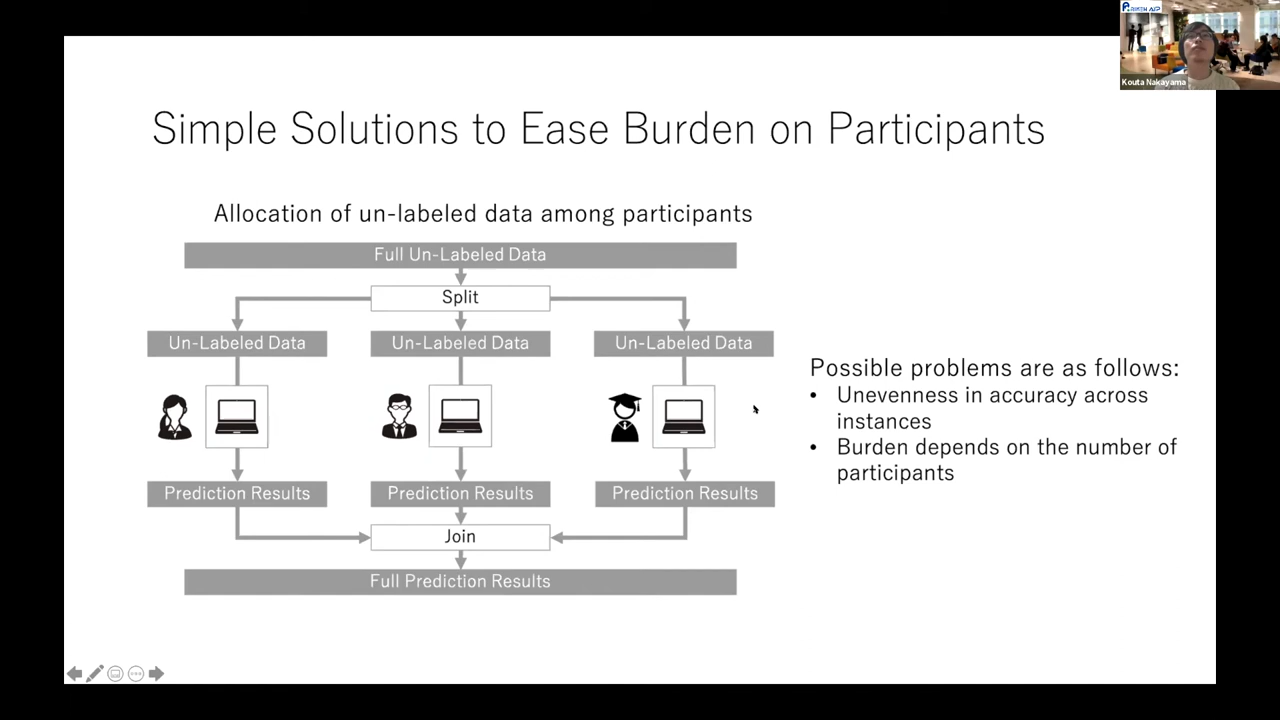 RIKEN AIP
Kouta Nakayama
Simple Solutions to Ease Burden on Participants
Allocation of un-labeled data among participants
Full Un-Labeled Data
Split
Un-Labeled Data
Un-Labeled Data
Un-Labeled Data
Prediction Results
Prediction Results
Prediction Results
Join
Full Prediction Results
Possible problems are as follows:
• Unevenness in accuracy across
instances
• Burden depends on the number of
participants